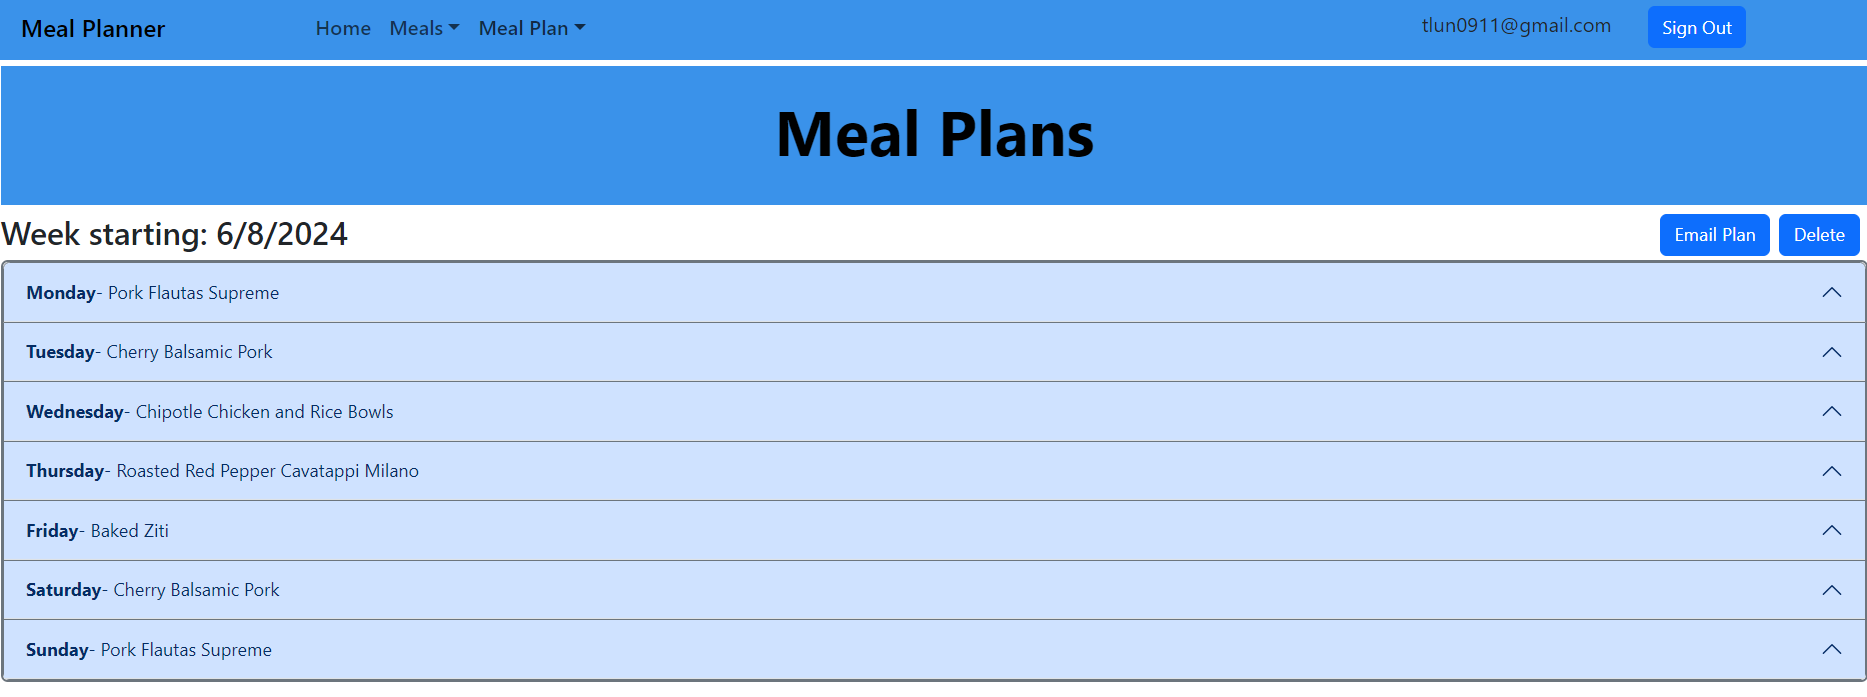 Meal Planner Home Meals Meal Plan tlun0911@gmail.com Sign Out
Meal Plans
Week starting: 6/8/2024 Email Plan Delete
Monday- Pork Flautas Supreme
Tuesday- Cherry Balsamic Pork
Wednesday- Chipotle Chicken and Rice Bowls
Thursday- Roasted Red Pepper Cavatappi Milano
Friday- Baked Ziti
Saturday- Cherry Balsamic Pork
Sunday- Pork Flautas Supreme